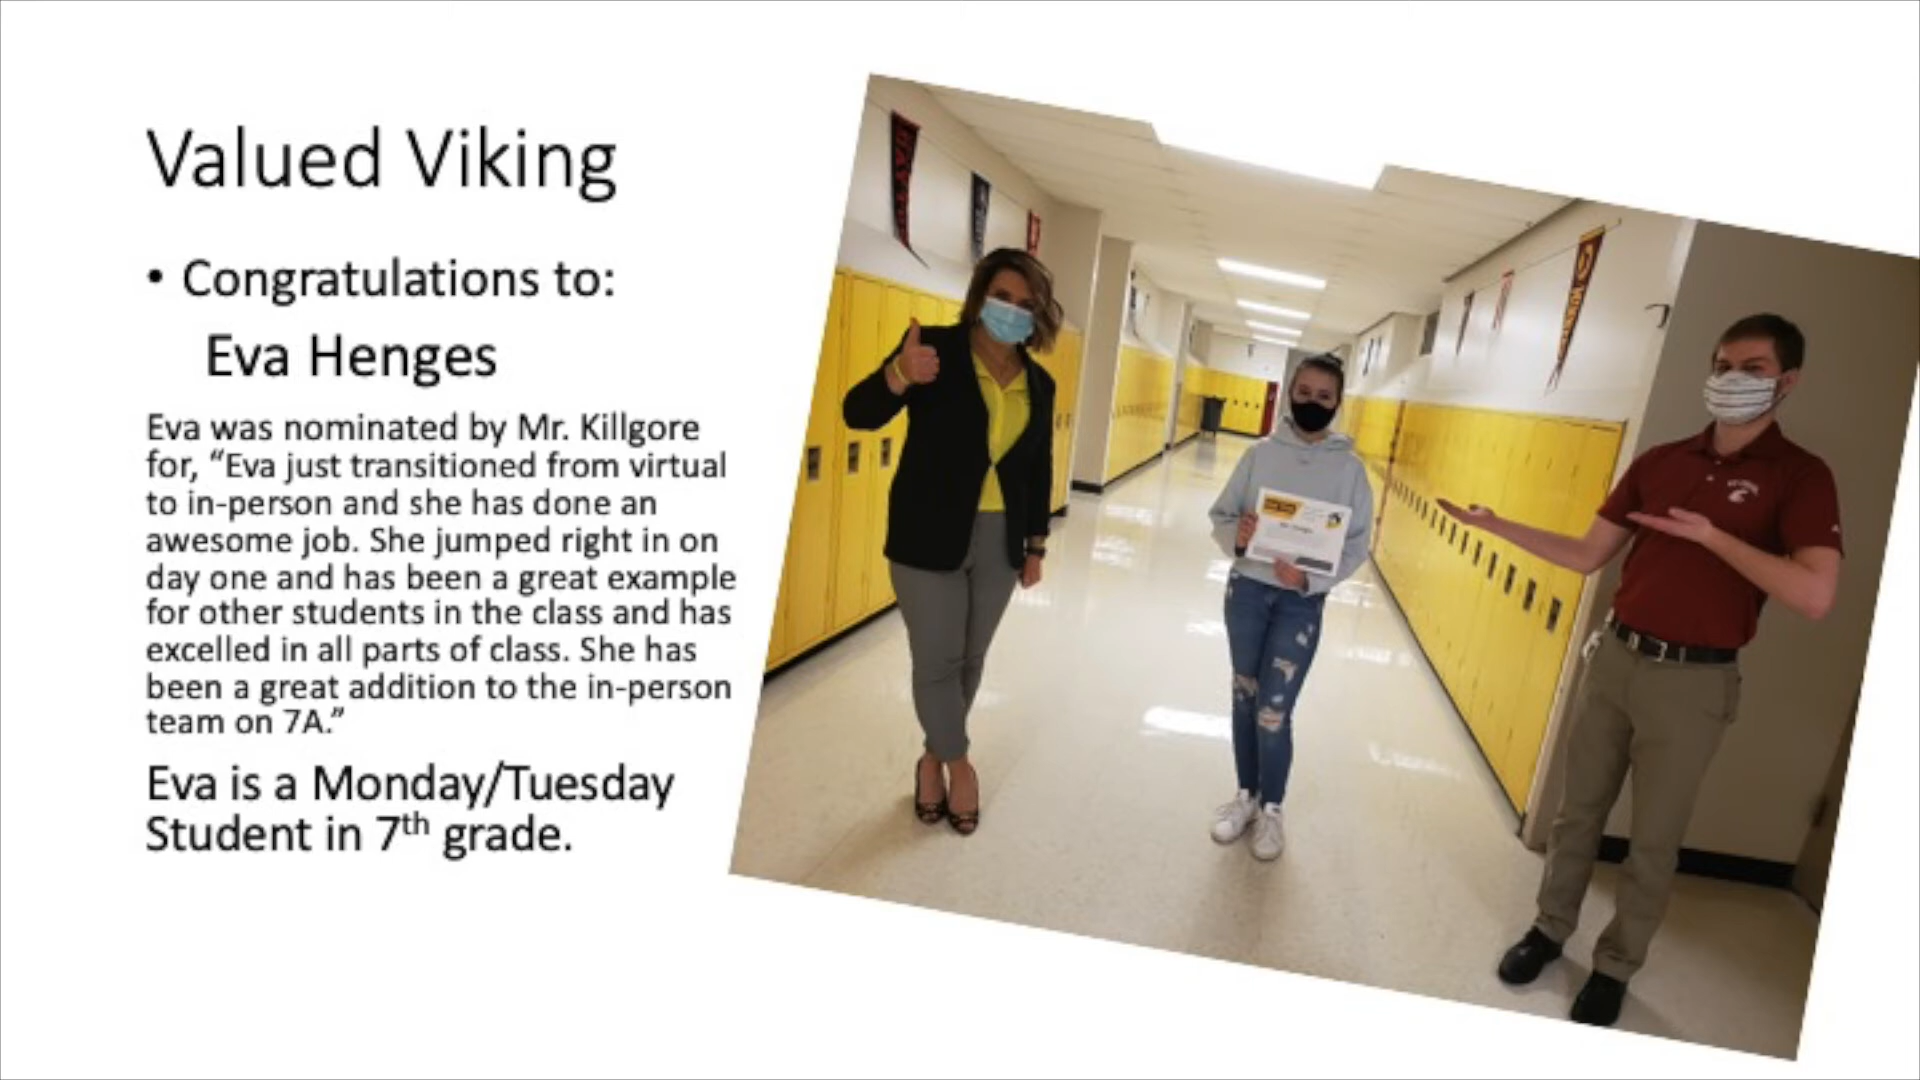 Valued Viking
• Congratulations to:
Eva Henges
Eva was nominated by Mr. Killgore
for, “Eva just transitioned from virtual
to in-person and she has done an
awesome job. She jumped right in on
day one and has been a great example
for other students in the class and has
excelled in all parts of class. She has
been a great addition to the in-person
team on 7A.”
Eva is a Monday/Tuesday
Student in 7th grade.